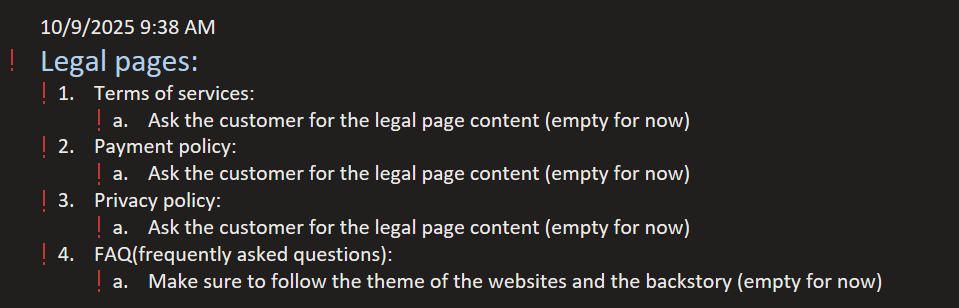 10/9/2025 9:38 AM
! Legal pages:
! 1. Terms of services:
! a. Ask the customer for the legal page content (empty for now)
! 2. Payment policy:
! a. Ask the customer for the legal page content (empty for now)
! 3. Privacy policy:
! a. Ask the customer for the legal page content (empty for now)
! 4. FAQ(frequently asked questions):
! a. Make sure to follow the theme of the websites and the backstory (empty for now)